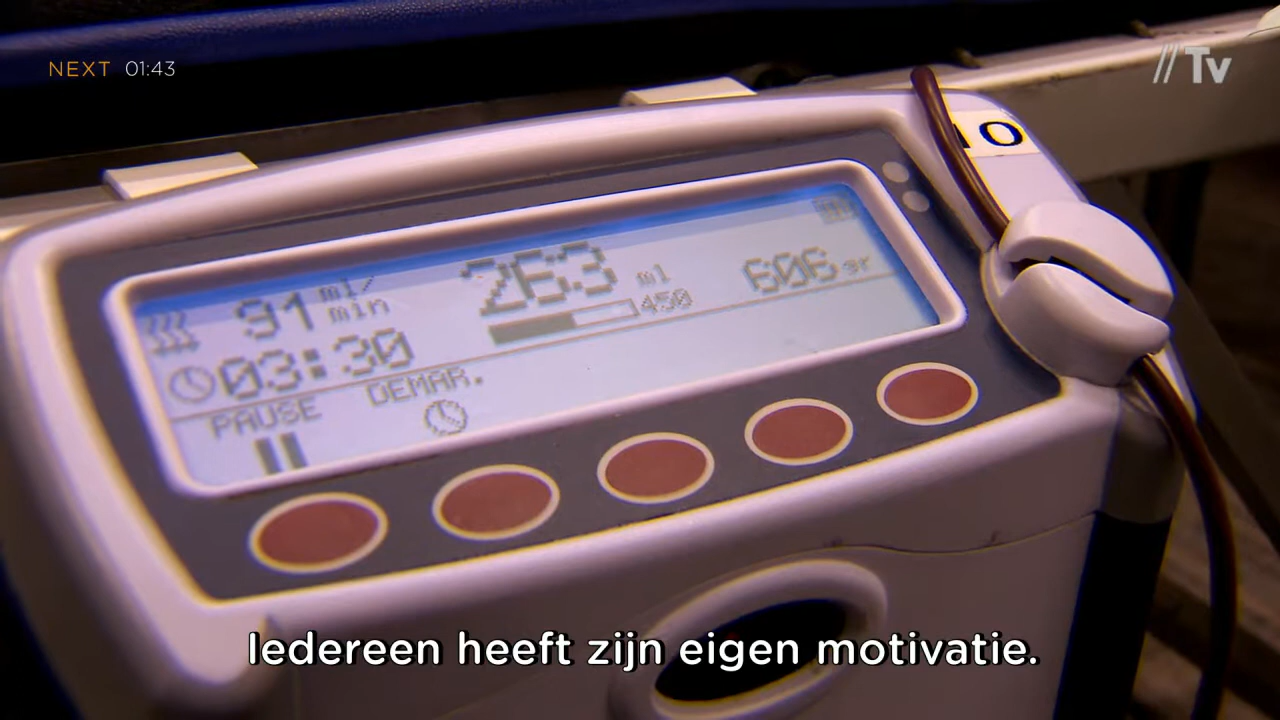 NEXT 01:43
// Tv
10
91 ml/min
263 ml
606 gr
450
03:30
PAUSE
DEMAR.
Iedereen heeft zijn eigen motivatie.